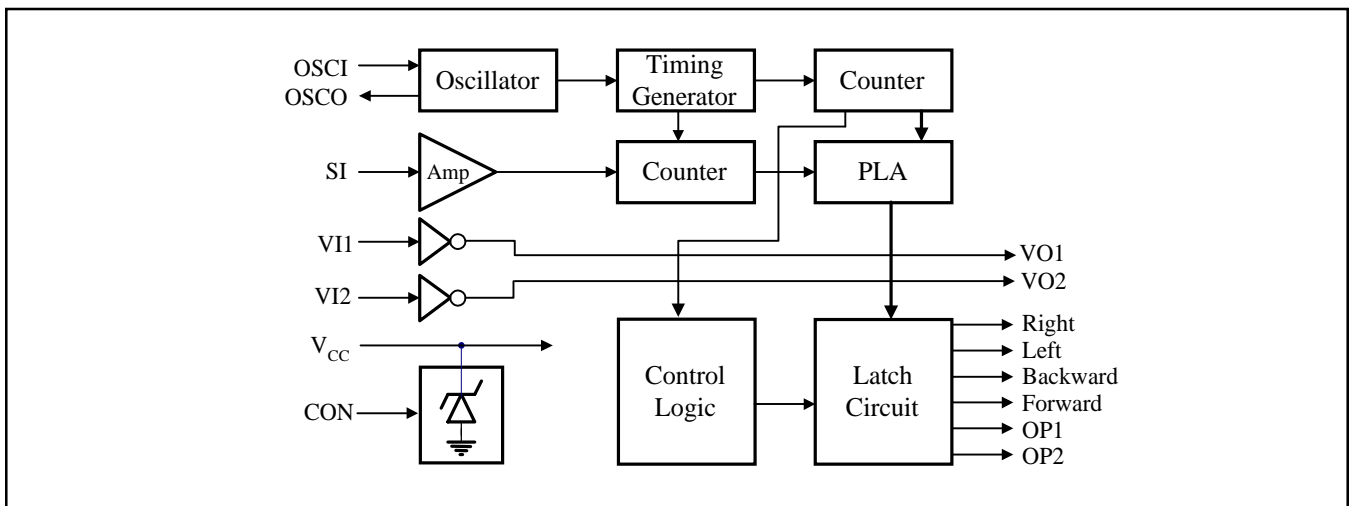 OSCI
OSCO
Oscillator
Timing
Generator
Counter
SI
Amp
Counter
PLA
VI1
VO1
VI2
VO2
VCC
CON
Control
Logic
Latch
Circuit
Right
Left
Backward
Forward
OP1
OP2